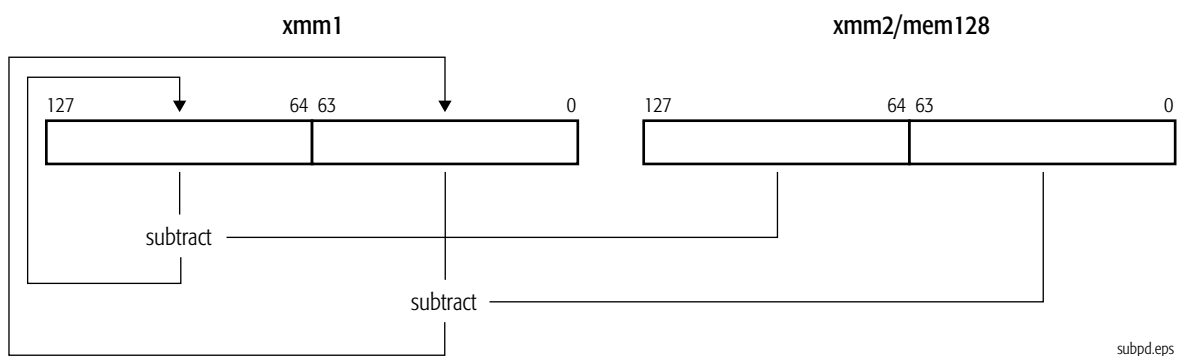 xmm1 xmm2/mem128
127 64 63 0 127 64 63 0
subtract
subtract
subpd.eps